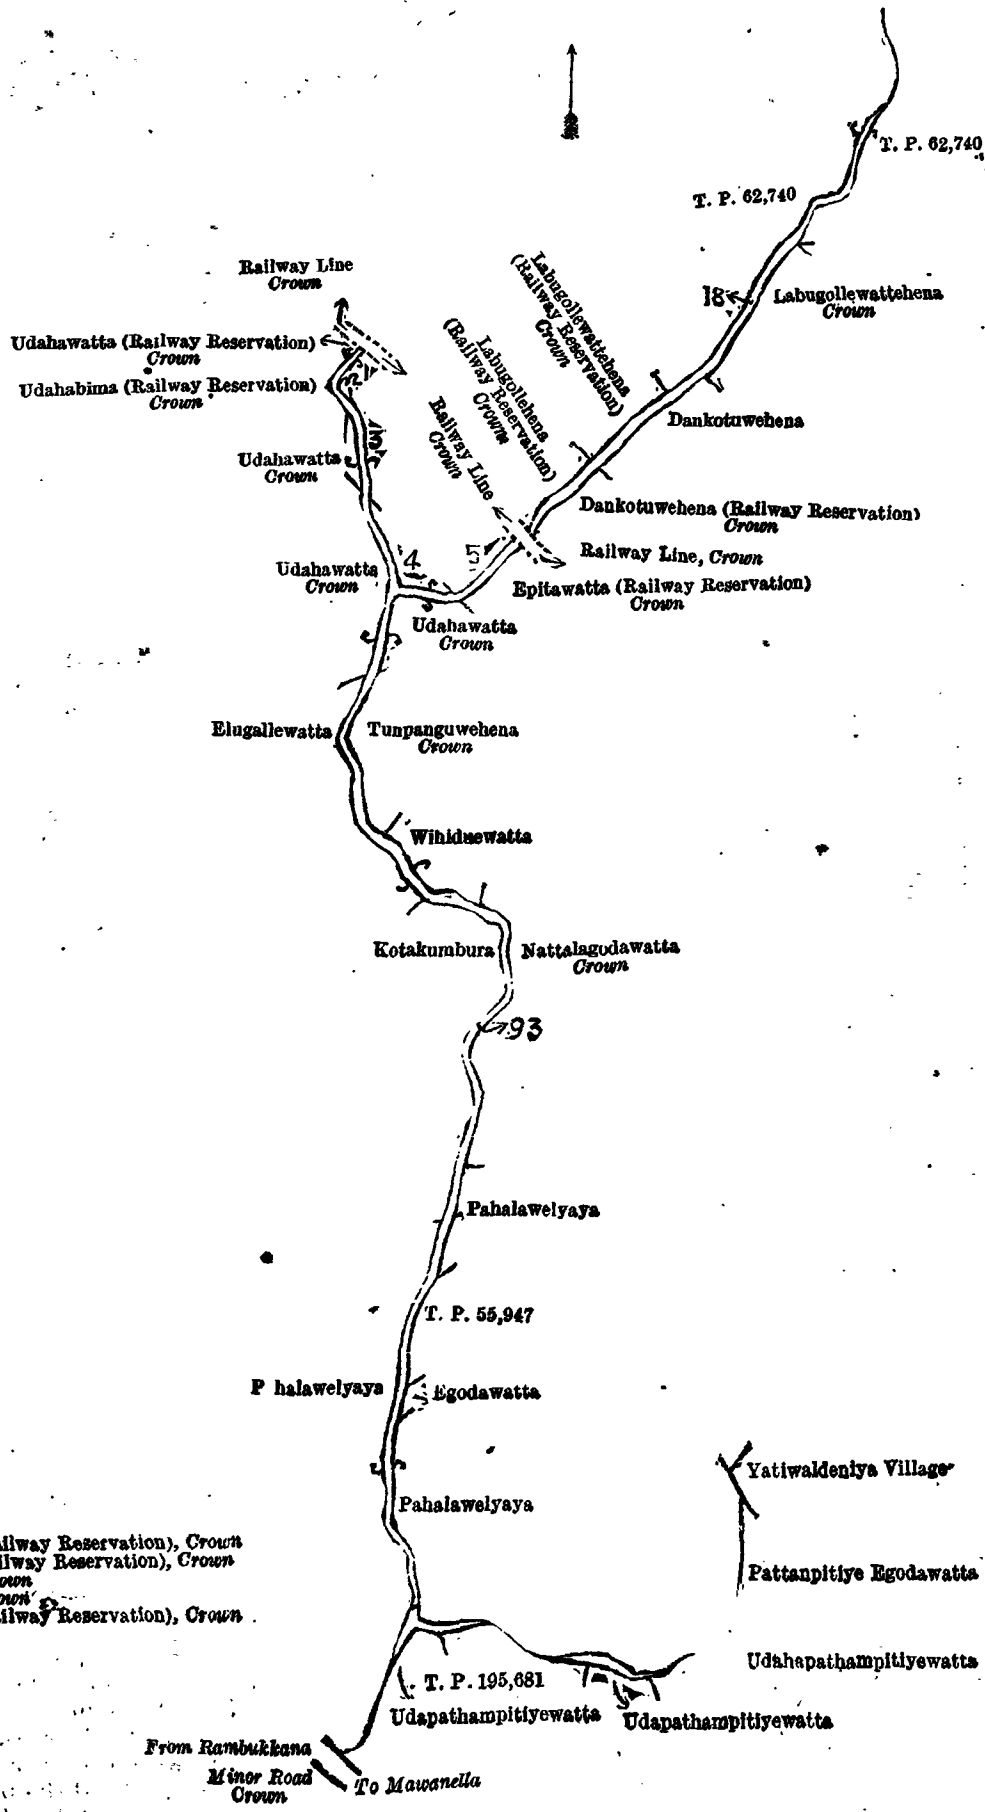 T. P. 62,740
T. P. 62,740
Railway Line
Crown
Labugollewattehena
(Railway Reservation)
Crown
18
Labugollewattehena
Crown
Udahawatta (Railway Reservation)
Crown
Labugollehena
(Railway Reservation)
Crown
Udahabima (Railway Reservation)
Crown
Railway Line
Crown
Dankotuwehena
Udahawatta
Crown
Dankotuwehena (Railway Reservation)
Crown
4
5
Railway Line, Crown
Udahawatta
Crown
Epitawatta (Railway Reservation)
Crown
Udahawatta
Crown
Elugallewatta
Tunpanguwehena
Crown
Wihiduewatta
Kotakumbura
Nattalagodawatta
Crown
93
Pahalawelyaya
T. P. 55,947
P halawelyaya
Egodawatta
Yatiwaldeniya Village
Pahalawelyaya
ilway Reservation), Crown
ilway Reservation), Crown
own
own
ilway Reservation), Crown
Pattanpitiye Egodawatta
Udahapathampitiyewatta
T. P. 195,681
Udapathampitiyewatta
Udapathampitiyewatta
From Rambukkana
Minor Road
Crown
To Mawanella